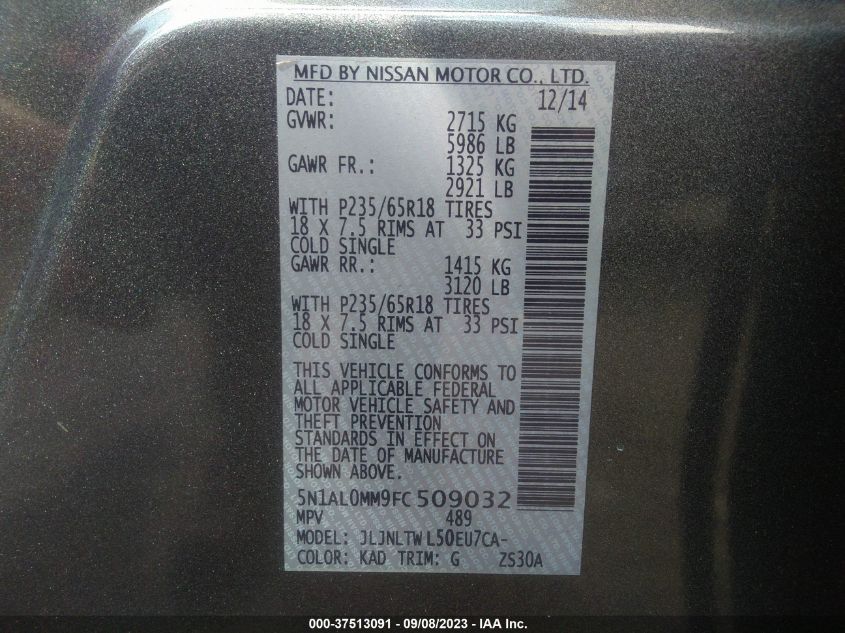 MFD BY NISSAN MOTOR CO., LTD.
DATE: 12/14
GVWR: 2715 KG
5986 LB
GAWR FR.: 1325 KG
2921 LB
WITH P235/65R18 TIRES
18 X 7.5 RIMS AT 33 PSI
COLD SINGLE
GAWR RR.: 1415 KG
3120 LB
WITH P235/65R18 TIRES
18 X 7.5 RIMS AT 33 PSI
COLD SINGLE
THIS VEHICLE CONFORMS TO
ALL APPLICABLE FEDERAL
MOTOR VEHICLE SAFETY AND
THEFT PREVENTION
STANDARDS IN EFFECT ON
THE DATE OF MANUFACTURE
SHOWN ABOVE.
5N1AL0MM9FC509032
MPV 489
MODEL: JLJNLTWL50EU7CA-
COLOR: KAD TRIM: G ZS30A
000-37513091 - 09/08/2023 - IAA Inc.